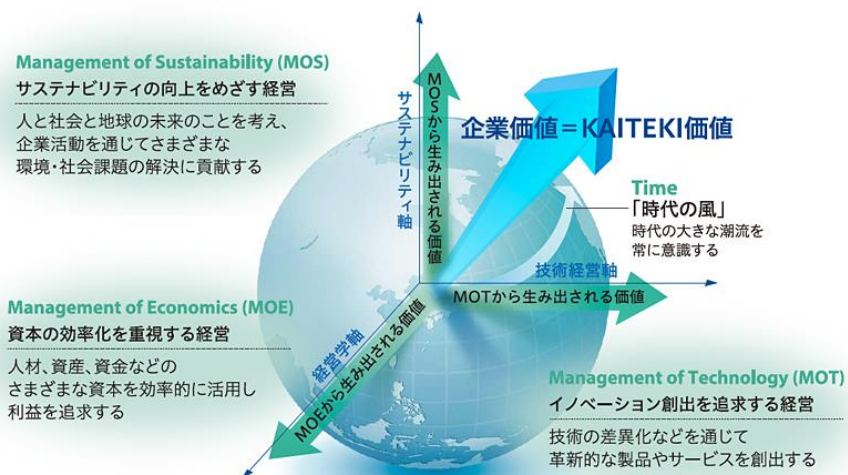 Management of Sustainability (MOS)
サステナビリティの向上をめざす経営
人と社会と地球の未来のことを考え、
企業活動を通じてさまざまな
環境・社会課題の解決に貢献する
サステナビリティ軸
MOSから生み出される価値
企業価値＝KAITEKI価値
Time
「時代の風」
時代の大きな潮流を
常に意識する
技術経営軸
MOTから生み出される価値
Management of Economics (MOE)
資本の効率化を重視する経営
人材、資産、資金などの
さまざまな資本を効率的に活用し
利益を追求する
経営学軸
MOEから生み出される価値
Management of Technology (MOT)
イノベーション創出を追求する経営
技術の差異化などを通じて
革新的な製品やサービスを創出する